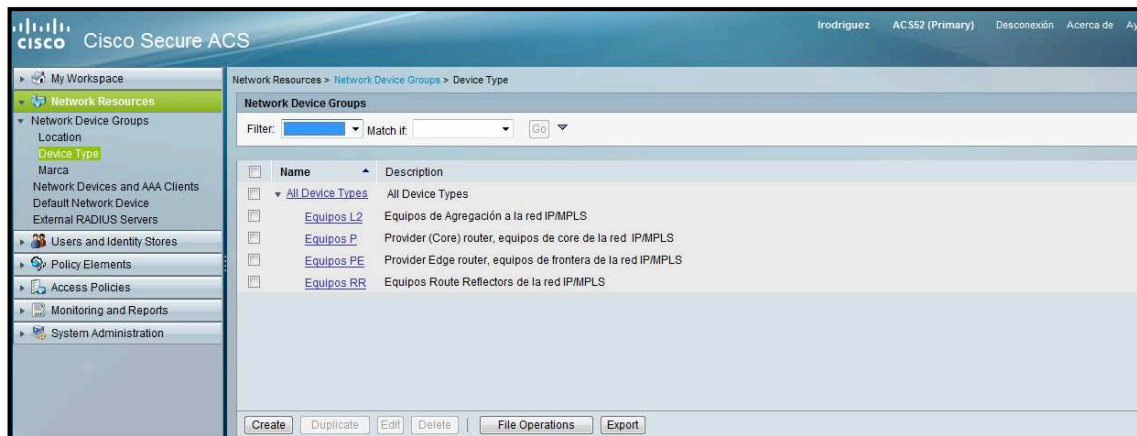 lrodriguez ACS52 (Primary) Desconexión Acerca de Ay
CISCO Cisco Secure ACS
My Workspace
Network Resources
Network Device Groups
Location
Device Type
Marca
Network Devices and AAA Clients
Default Network Device
External RADIUS Servers
Users and Identity Stores
Policy Elements
Access Policies
Monitoring and Reports
System Administration
Network Resources > Network Device Groups > Device Type
Network Device Groups
Filter: Match if: Go
Name Description
All Device Types All Device Types
Equipos L2 Equipos de Agregación a la red IP/MPLS
Equipos P Provider (Core) router, equipos de core de la red IP/MPLS
Equipos PE Provider Edge router, equipos de frontera de la red IP/MPLS
Equipos RR Equipos Route Reflectors de la red IP/MPLS
Create Duplicate Edit Delete | File Operations Export